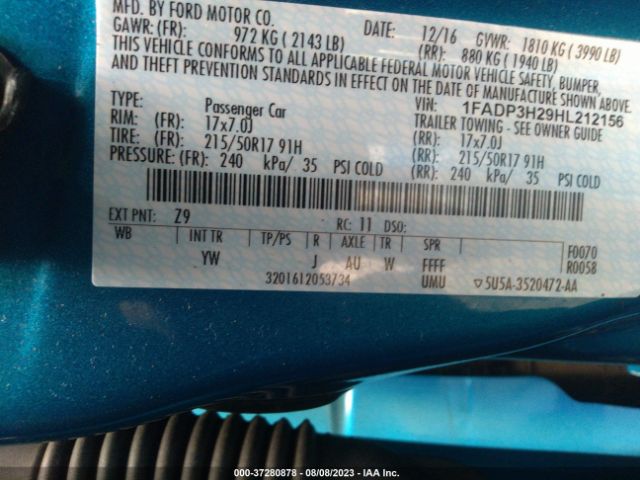 MFD. BY FORD MOTOR CO.
DATE: 12/16 GVWR: 1810 KG ( 3990 LB)
GAWR: (FR): 972 KG ( 2143 LB) (RR): 880 KG ( 1940 LB)
THIS VEHICLE CONFORMS TO ALL APPLICABLE FEDERAL MOTOR VEHICLE SAFETY, BUMPER,
AND THEFT PREVENTION STANDARDS IN EFFECT ON THE DATE OF MANUFACTURE SHOWN ABOVE.
VIN: 1FADP3H29HL212156
TYPE: Passenger Car TRAILER TOWING - SEE OWNER GUIDE
RIM: (FR): 17x7.0J (RR): 17x7.0J
TIRE: (FR): 215/50R17 91H (RR): 215/50R17 91H
PRESSURE: (FR): 240 kPa/ 35 PSI COLD (RR): 240 kPa/ 35 PSI COLD
EXT PNT: Z9 RC: 11 DSO:
WB INT TR TP/PS R AXLE TR SPR F0070
YW J AU W FFFF R0058
3201612053734 UMU ▽5U5A-3520472-AA
000-37280878 - 08/08/2023 - IAA Inc.